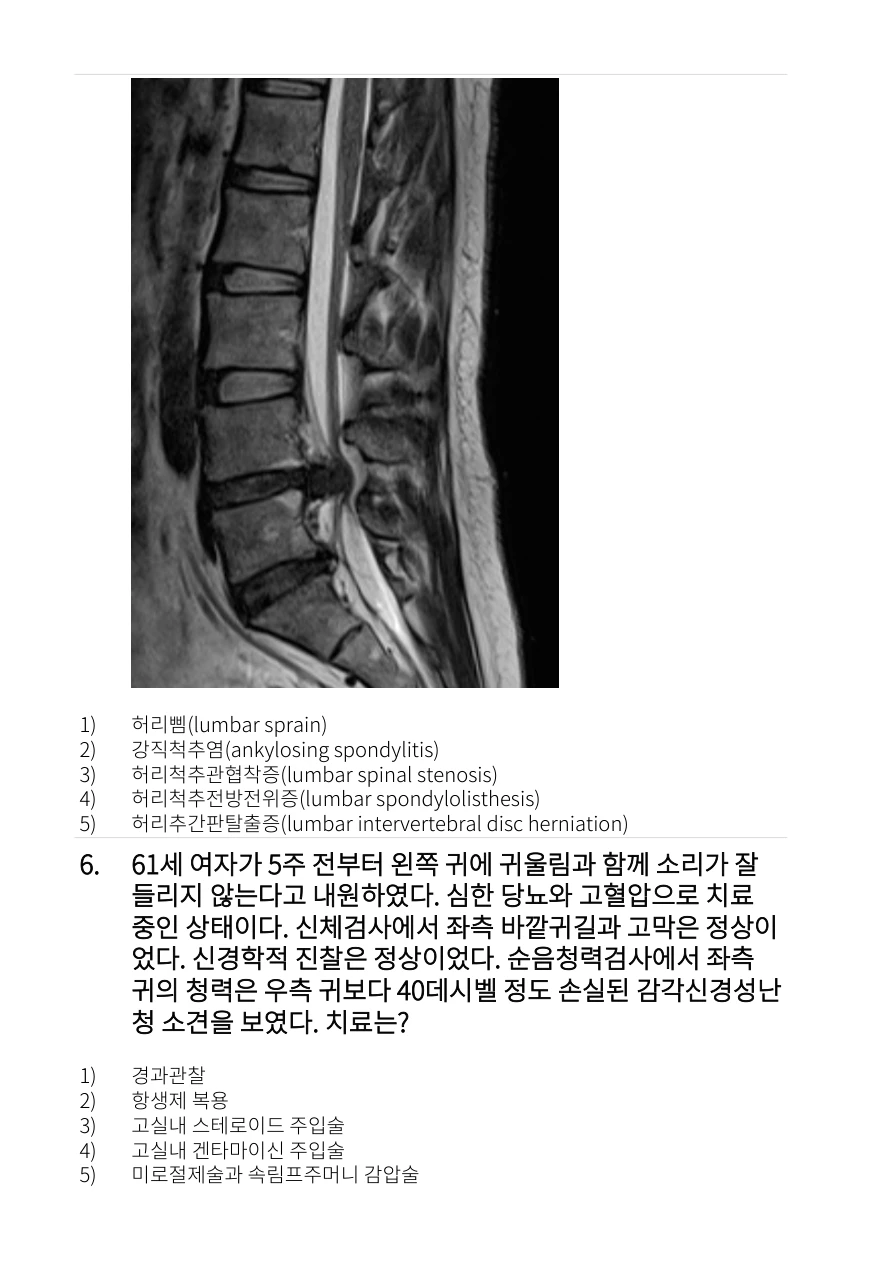 1) 허리삠(lumbar sprain)
2) 강직척추염(ankylosing spondylitis)
3) 허리척추관협착증(lumbar spinal stenosis)
4) 허리척추전방전위증(lumbar spondylolisthesis)
5) 허리추간판탈출증(lumbar intervertebral disc herniation)
6. 61세 여자가 5주 전부터 왼쪽 귀에 귀울림과 함께 소리가 잘
들리지 않는다고 내원하였다. 심한 당뇨와 고혈압으로 치료
중인 상태이다. 신체검사에서 좌측 바깥귀길과 고막은 정상이
었다. 신경학적 진찰은 정상이었다. 순음청력검사에서 좌측
귀의 청력은 우측 귀보다 40데시벨 정도 손실된 감각신경성난
청 소견을 보였다. 치료는?
1) 경과관찰
2) 항생제 복용
3) 고실내 스테로이드 주입술
4) 고실내 겐타마이신 주입술
5) 미로절제술과 속림프주머니 감압술